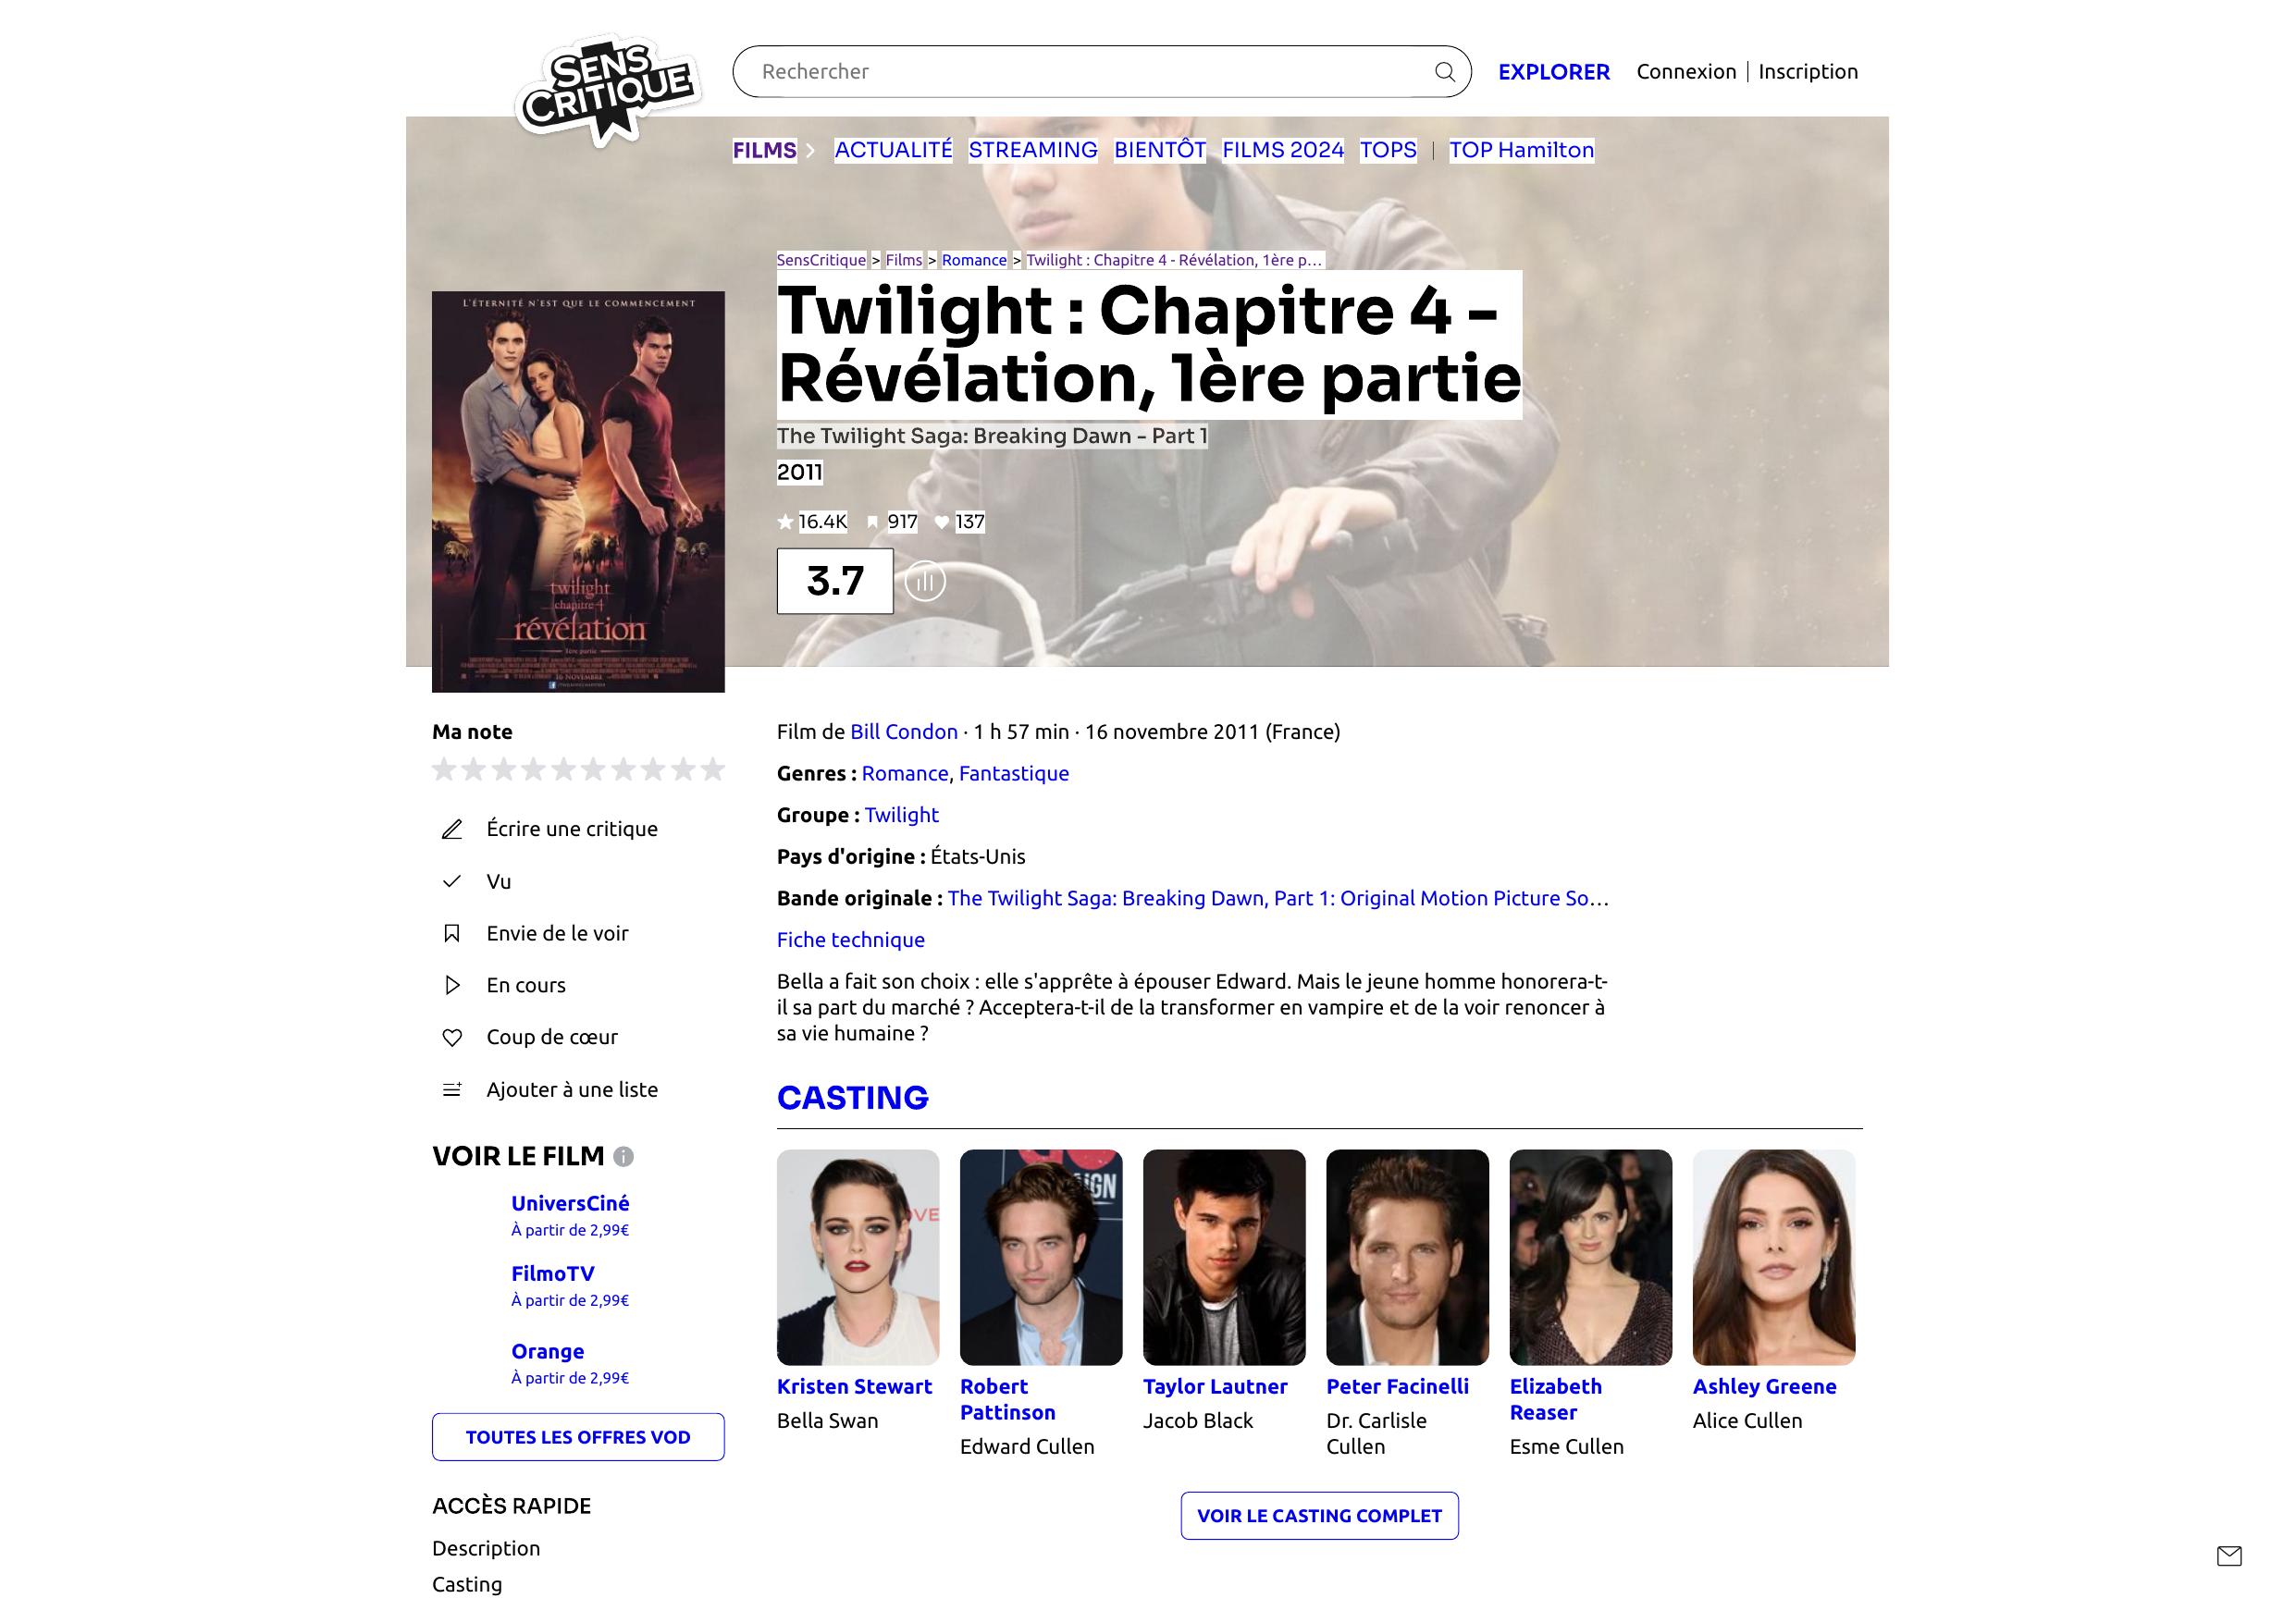 SENS
CRITIQUE
Rechercher
EXPLORER
Connexion | Inscription
FILMS
ACTUALITÉ
STREAMING
BIENTÔT
FILMS 2024
TOPS
|
TOP Hamilton
SensCritique > Films > Romance > Twilight : Chapitre 4 - Révélation, 1ère p…
Twilight : Chapitre 4 -
Révélation, 1ère partie
The Twilight Saga: Breaking Dawn - Part 1
2011
16.4K
917
137
3.7
L'ÉTERNITÉ N'EST QUE LE COMMENCEMENT
twilight
chapitre 4
révélation
1ère partie
16 NOVEMBRE
Ma note
Écrire une critique
Vu
Envie de le voir
En cours
Coup de cœur
Ajouter à une liste
VOIR LE FILM
UniversCiné
À partir de 2,99€
FilmoTV
À partir de 2,99€
Orange
À partir de 2,99€
TOUTES LES OFFRES VOD
ACCÈS RAPIDE
Description
Casting
Film de Bill Condon · 1 h 57 min · 16 novembre 2011 (France)
Genres : Romance, Fantastique
Groupe : Twilight
Pays d'origine : États-Unis
Bande originale : The Twilight Saga: Breaking Dawn, Part 1: Original Motion Picture So…
Fiche technique
Bella a fait son choix : elle s'apprête à épouser Edward. Mais le jeune homme honorera-t-
il sa part du marché ? Acceptera-t-il de la transformer en vampire et de la voir renoncer à
sa vie humaine ?
CASTING
Kristen Stewart
Bella Swan
Robert
Pattinson
Edward Cullen
Taylor Lautner
Jacob Black
Peter Facinelli
Dr. Carlisle
Cullen
Elizabeth
Reaser
Esme Cullen
Ashley Greene
Alice Cullen
VOIR LE CASTING COMPLET